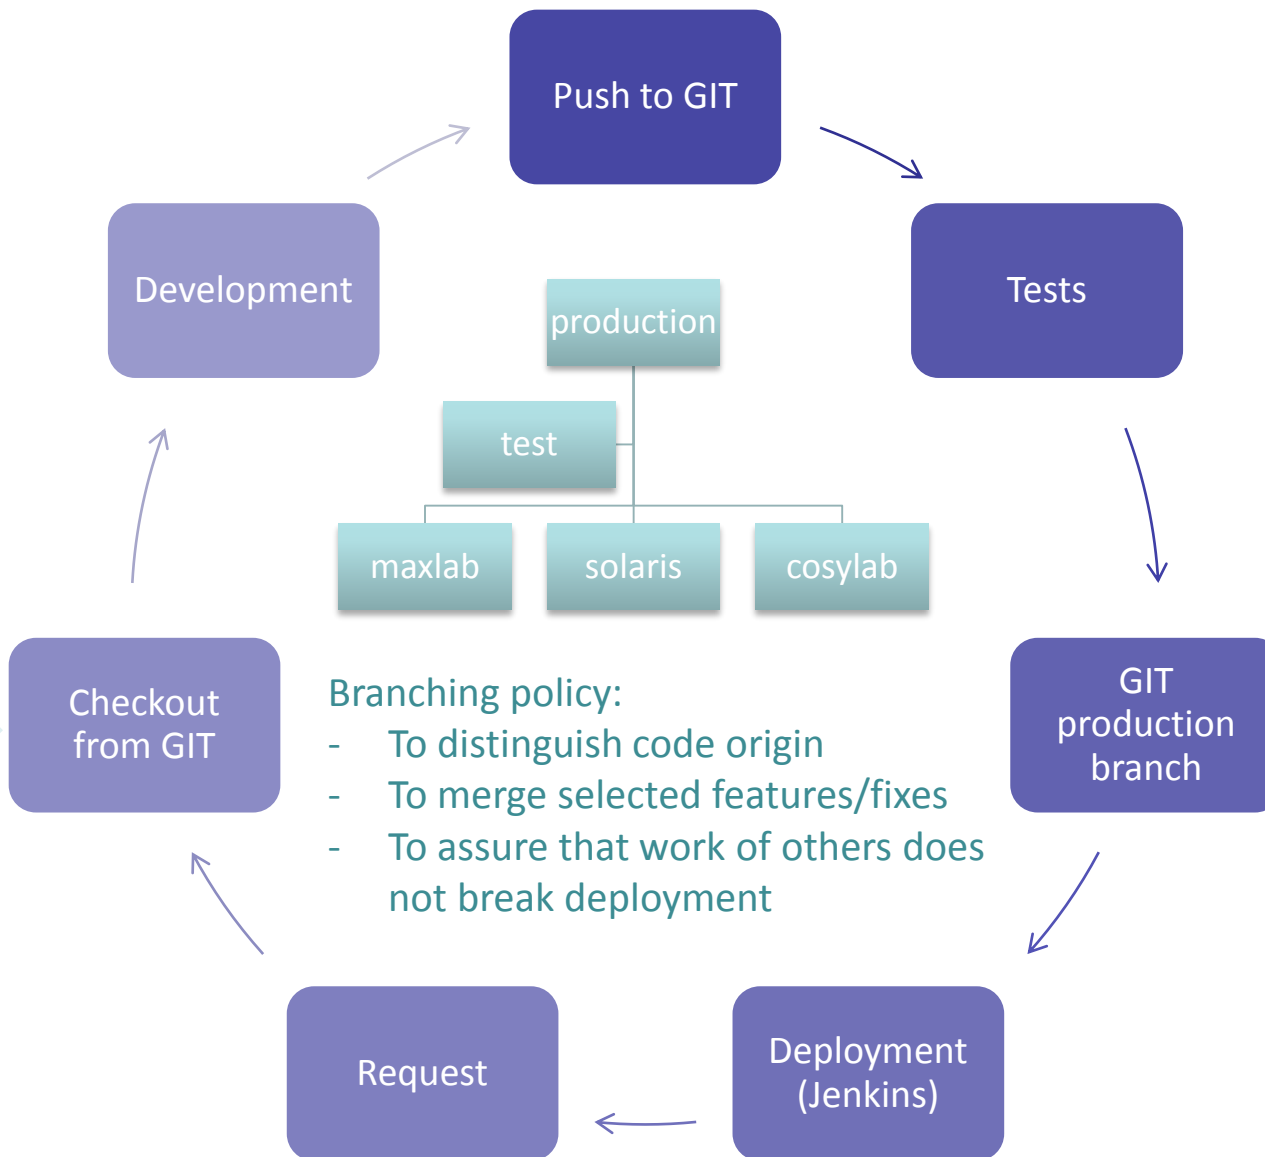 Push to GIT
Development
Tests
production
test
maxlab
solaris
cosylab
Checkout
from GIT
GIT
production
branch
Branching policy:
- To distinguish code origin
- To merge selected features/fixes
- To assure that work of others does
not break deployment
Request
Deployment
(Jenkins)